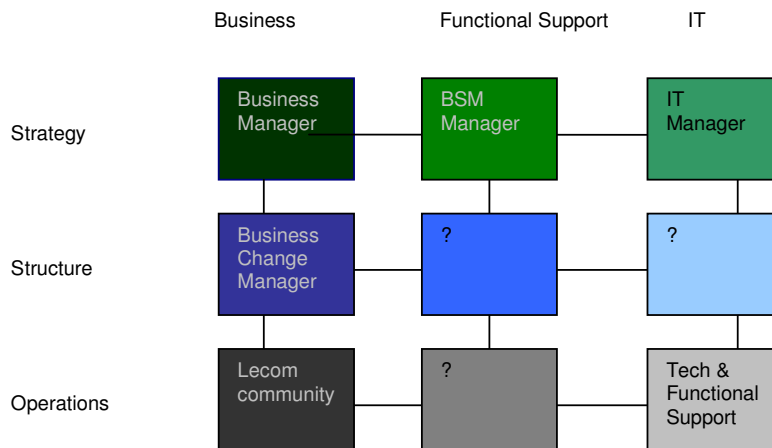 Business Functional Support IT
Strategy
Business
Manager
BSM
Manager
IT
Manager
Structure
Business
Change
Manager
?
?
Operations
Lecom
community
?
Tech &
Functional
Support